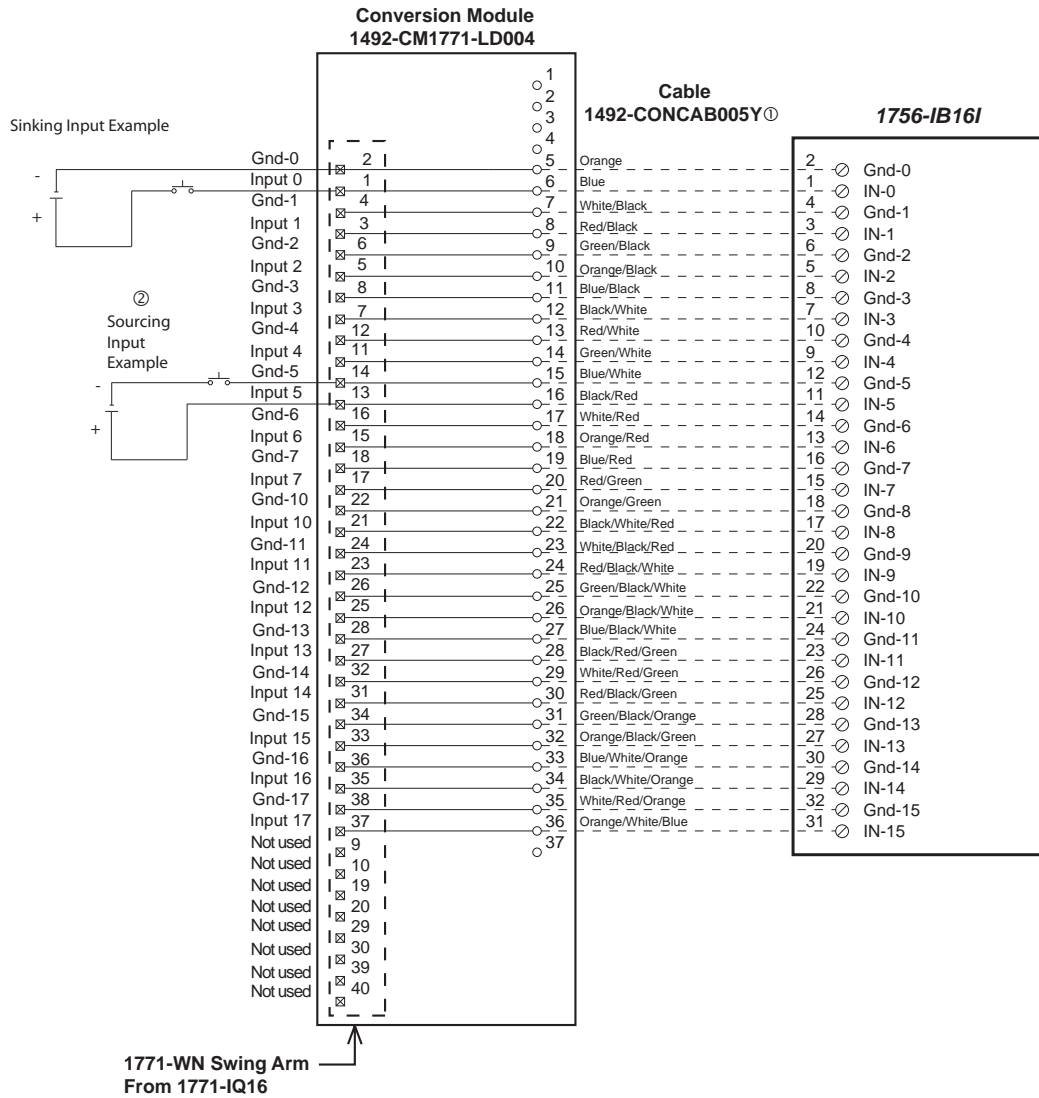 Conversion Module
1492-CM1771-LD004
Cable
1492-CONCAB005Y①
1756-IB16I
Sinking Input Example
-
+
②
Sourcing
Input
Example
-
+
1
2
3
4
Gnd-0 2 5 Orange 2 Gnd-0
Input 0 1 6 Blue 1 IN-0
Gnd-1 4 7 White/Black 4 Gnd-1
Input 1 3 8 Red/Black 3 IN-1
Gnd-2 6 9 Green/Black 6 Gnd-2
Input 2 5 10 Orange/Black 5 IN-2
Gnd-3 8 11 Blue/Black 8 Gnd-3
Input 3 7 12 Black/White 7 IN-3
Gnd-4 12 13 Red/White 10 Gnd-4
Input 4 11 14 Green/White 9 IN-4
Gnd-5 14 15 Blue/White 12 Gnd-5
Input 5 13 16 Black/Red 11 IN-5
Gnd-6 16 17 White/Red 14 Gnd-6
Input 6 15 18 Orange/Red 13 IN-6
Gnd-7 18 19 Blue/Red 16 Gnd-7
Input 7 17 20 Red/Green 15 IN-7
Gnd-10 22 21 Orange/Green 18 Gnd-8
Input 10 21 22 Black/White/Red 17 IN-8
Gnd-11 24 23 White/Black/Red 20 Gnd-9
Input 11 23 24 Red/Black/White 19 IN-9
Gnd-12 26 25 Green/Black/White 22 Gnd-10
Input 12 25 26 Orange/Black/White 21 IN-10
Gnd-13 28 27 Blue/Black/White 24 Gnd-11
Input 13 27 28 Black/Red/Green 23 IN-11
Gnd-14 32 29 White/Red/Green 26 Gnd-12
Input 14 31 30 Red/Black/Green 25 IN-12
Gnd-15 34 31 Green/Black/Orange 28 Gnd-13
Input 15 33 32 Orange/Black/Green 27 IN-13
Gnd-16 36 33 Blue/White/Orange 30 Gnd-14
Input 16 35 34 Black/White/Orange 29 IN-14
Gnd-17 38 35 White/Red/Orange 32 Gnd-15
Input 17 37 36 Orange/White/Blue 31 IN-15
Not used 9 37
Not used 10
Not used 19
Not used 20
Not used 29
Not used 30
Not used 39
Not used 40
1771-WN Swing Arm
From 1771-IQ16